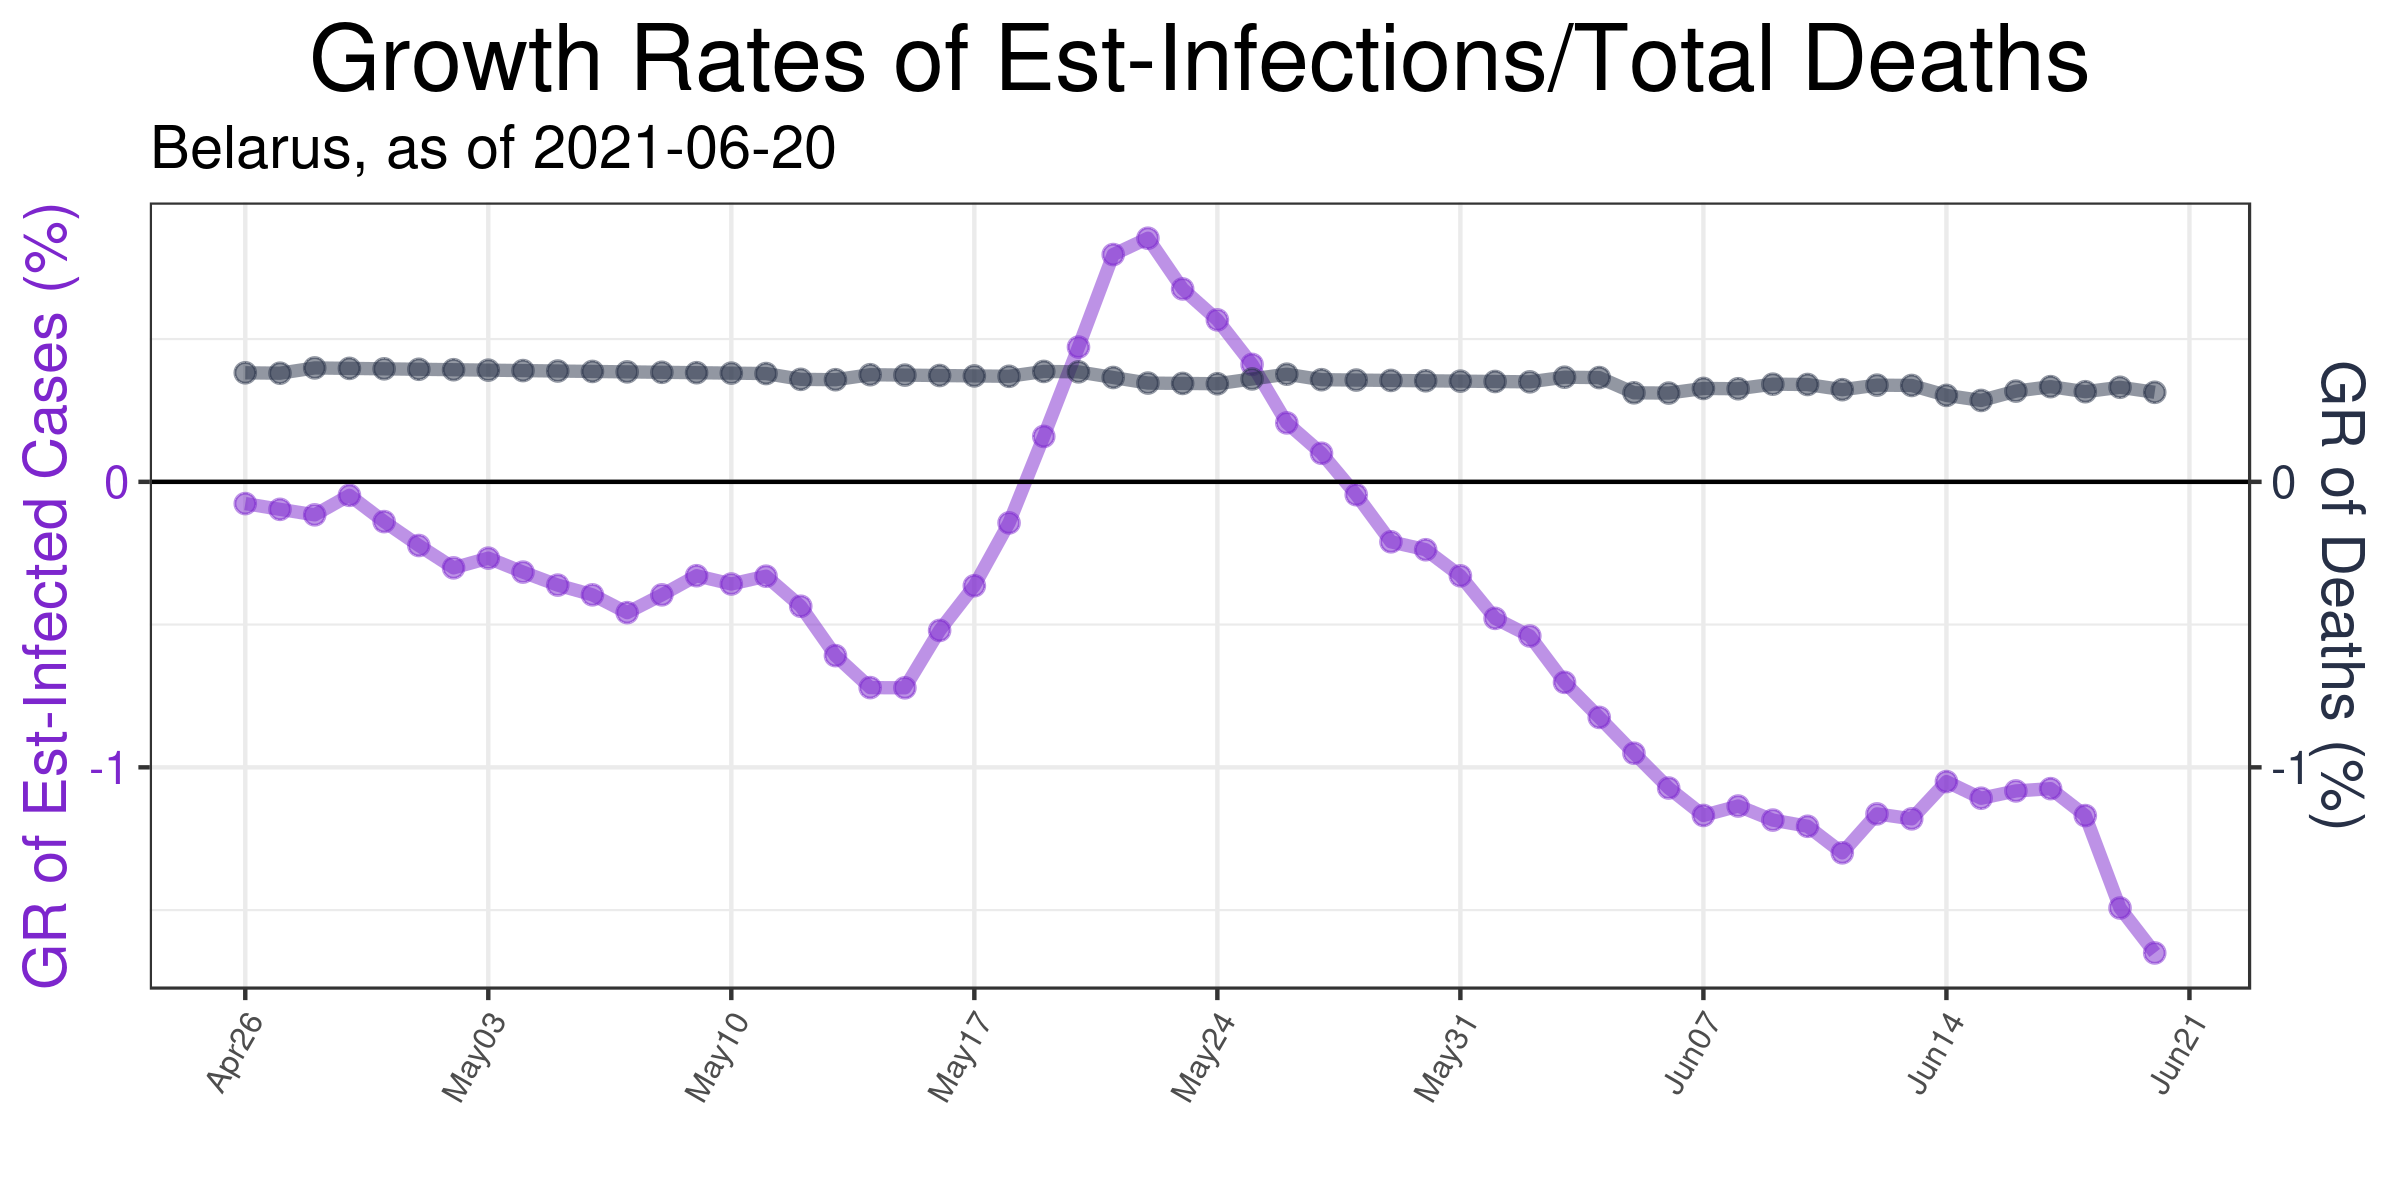 Growth Rates of Est-Infections/Total Deaths
Belarus, as of 2021-06-20
GR of Est-Infected Cases (%)
0
-1
0
-1
GR of Deaths (%)
Apr26
May03
May10
May17
May24
May31
Jun07
Jun14
Jun21